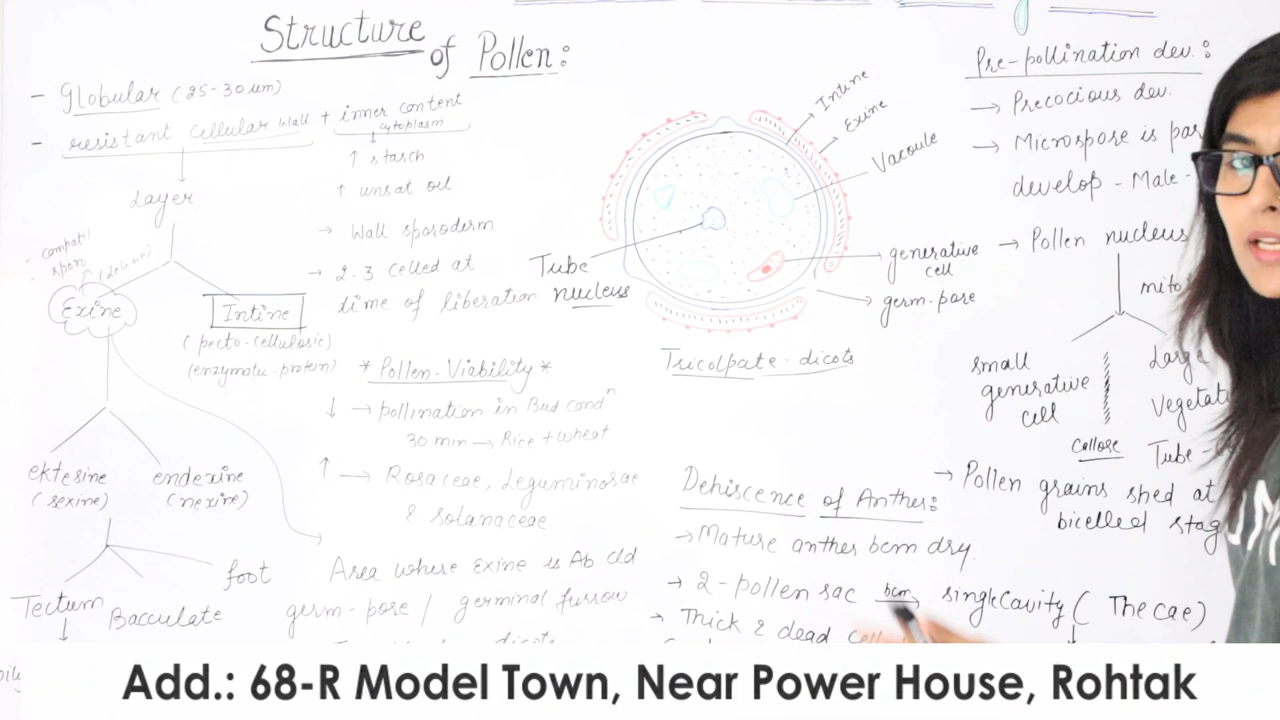 Structure
of Pollen:
- Globular (25-30 um)
- resistant cellular wall + inner content
cytoplasm
↑ starch
↑ unsat oil
Layer
→ Wall sporoderm
→ 2-3 celled at
time of liberation
Exine
Intine
(pecto-cellulosic)
(enzymatic-protein)
ektexine
(sexine)
endexine
(nexine)
Tectum
Bacculate
foot
* Pollen-Viability *
↓ → pollination in Bud condⁿ
30 min → Rice + wheat
↑ → Rosaceae, Leguminosae
& Solanaceae
Area where Exine is Ab
germ-pore / germinal furrow
Intine
Exine
Vacoule
Tube
nucleus
generative
cell
germ-pore
Tricolpate-dicots
Dehiscence of Anther:
→ Mature anther bcm dry.
→ 2-pollen sac bcm → single cavity (Thecae)
→ Thick & dead
Pre-pollination dev.:
→ Precocious dev.
→ Microspore is
develop - Male -
→ Pollen nucleus
small
generative
cell
callose
Large
Tube-
→ Pollen grains shed at
bicelled stag
Add.: 68-R Model Town, Near Power House, Rohtak